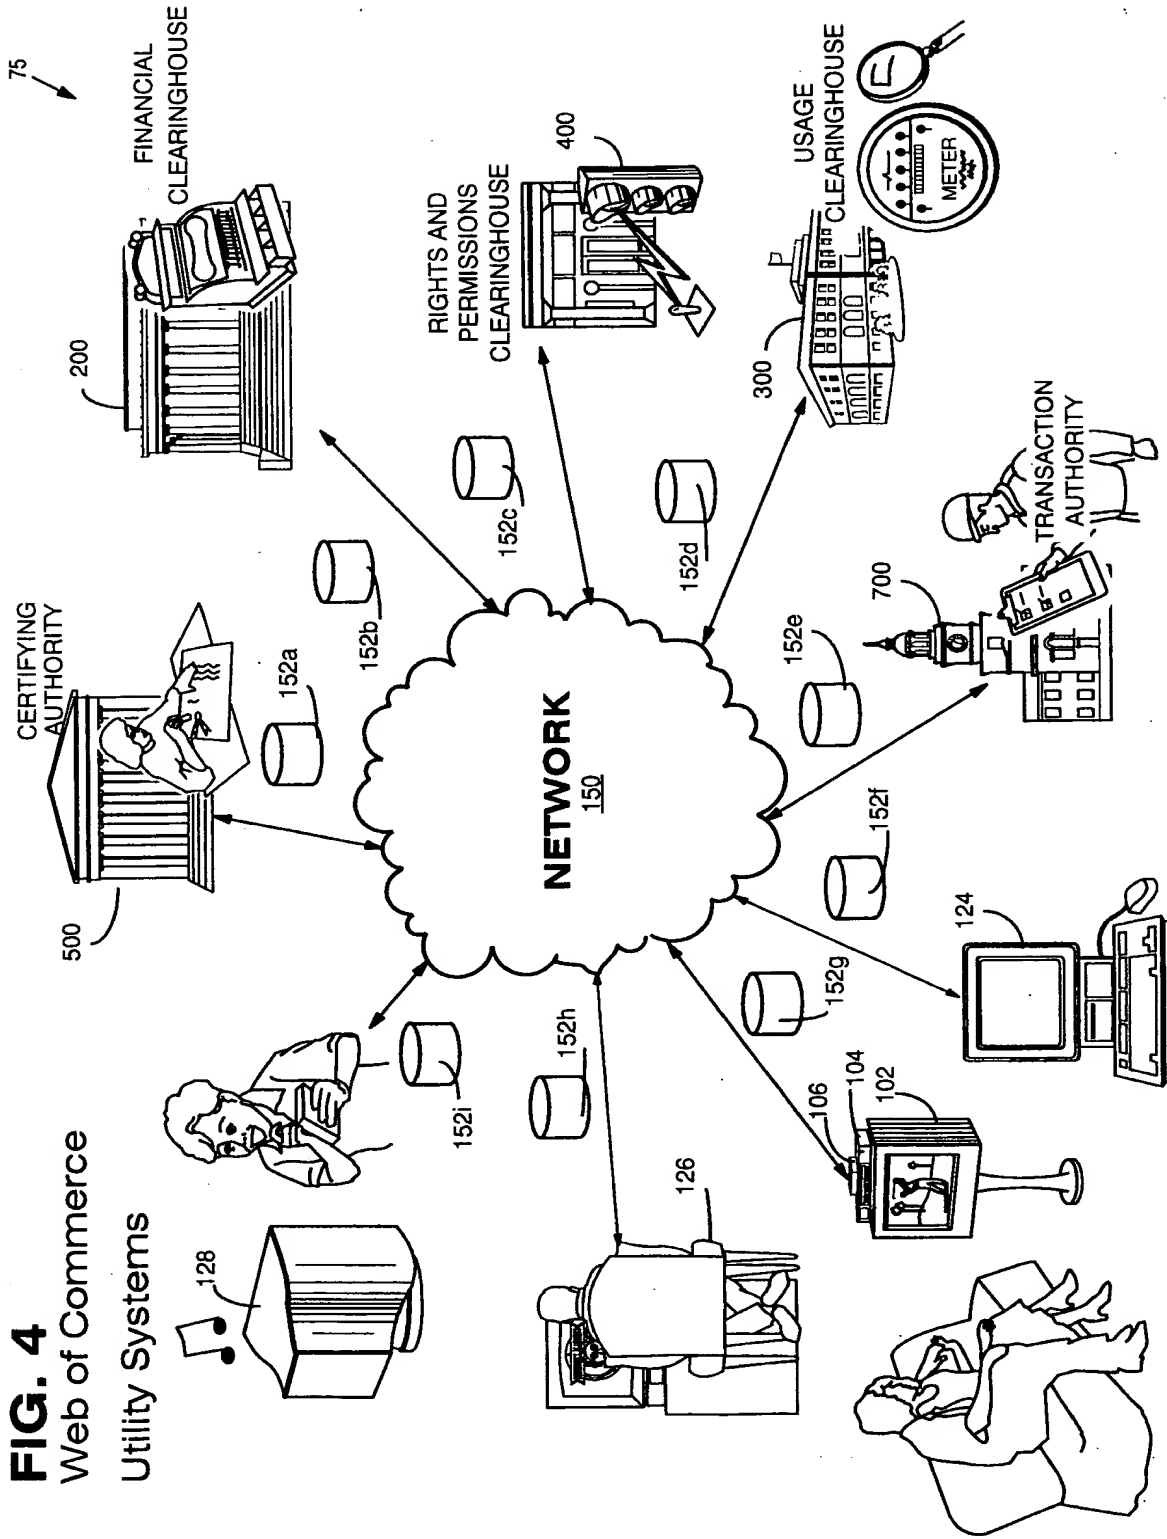 FIG. 4
Web of Commerce
Utility Systems
75
FINANCIAL
CLEARINGHOUSE
200
CERTIFYING
AUTHORITY
500
RIGHTS AND
PERMISSIONS
CLEARINGHOUSE
400
USAGE
CLEARINGHOUSE
300
METER
TRANSACTION
AUTHORITY
700
NETWORK
150
152a
152b
152c
152d
152e
152f
152g
152h
152i
128
126
106
104
102
124